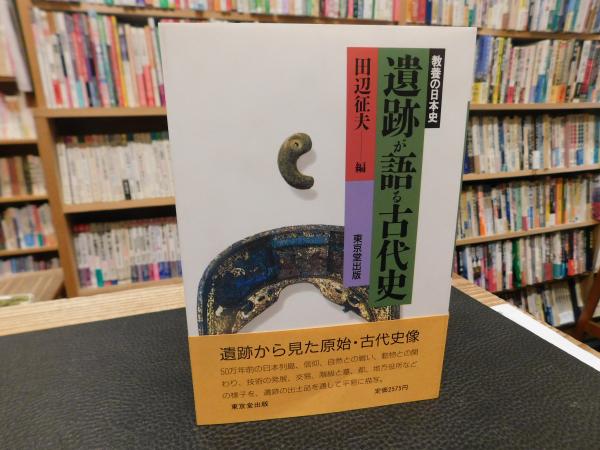 教養の日本史
遺跡が語る古代史
田辺征夫――編
東京堂出版
遺跡から見た原始・古代史像
50万年前の日本列島、信仰、自然との戦い、動物との関
わり、技術の発展、交易、階級と墓、都、地方役所など
の様子を、遺跡の出土品を通して平易に描写。
東京堂出版
定価2575円